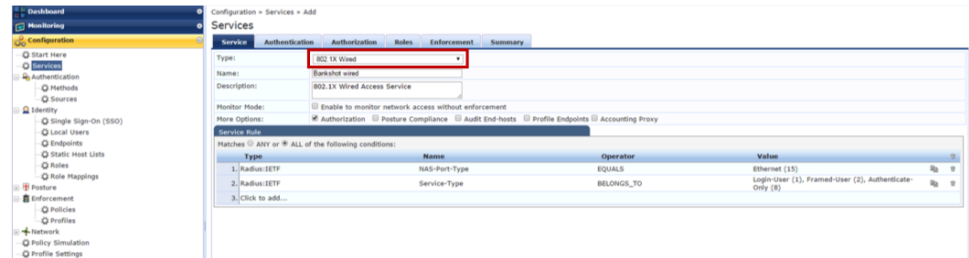 Dashboard
Monitoring
Configuration
Start Here
Services
Authentication
Methods
Sources
Identity
Single Sign-On (SSO)
Local Users
Endpoints
Static Host Lists
Roles
Role Mappings
Posture
Enforcement
Policies
Profiles
Network
Policy Simulation
Profile Settings
Configuration » Services » Add
Services
Service Authentication Authorization Roles Enforcement Summary
Type: 802.1X Wired
Name: Bankshot wired
Description: 802.1X Wired Access Service
Monitor Mode: Enable to monitor network access without enforcement
More Options: Authorization Posture Compliance Audit End-hosts Profile Endpoints Accounting Proxy
Service Rule
Matches ANY or ALL of the following conditions:
Type Name Operator Value
1. Radius:IETF NAS-Port-Type EQUALS Ethernet (15)
2. Radius:IETF Service-Type BELONGS_TO Login-User (1), Framed-User (2), Authenticate-
Only (8)
3. Click to add...